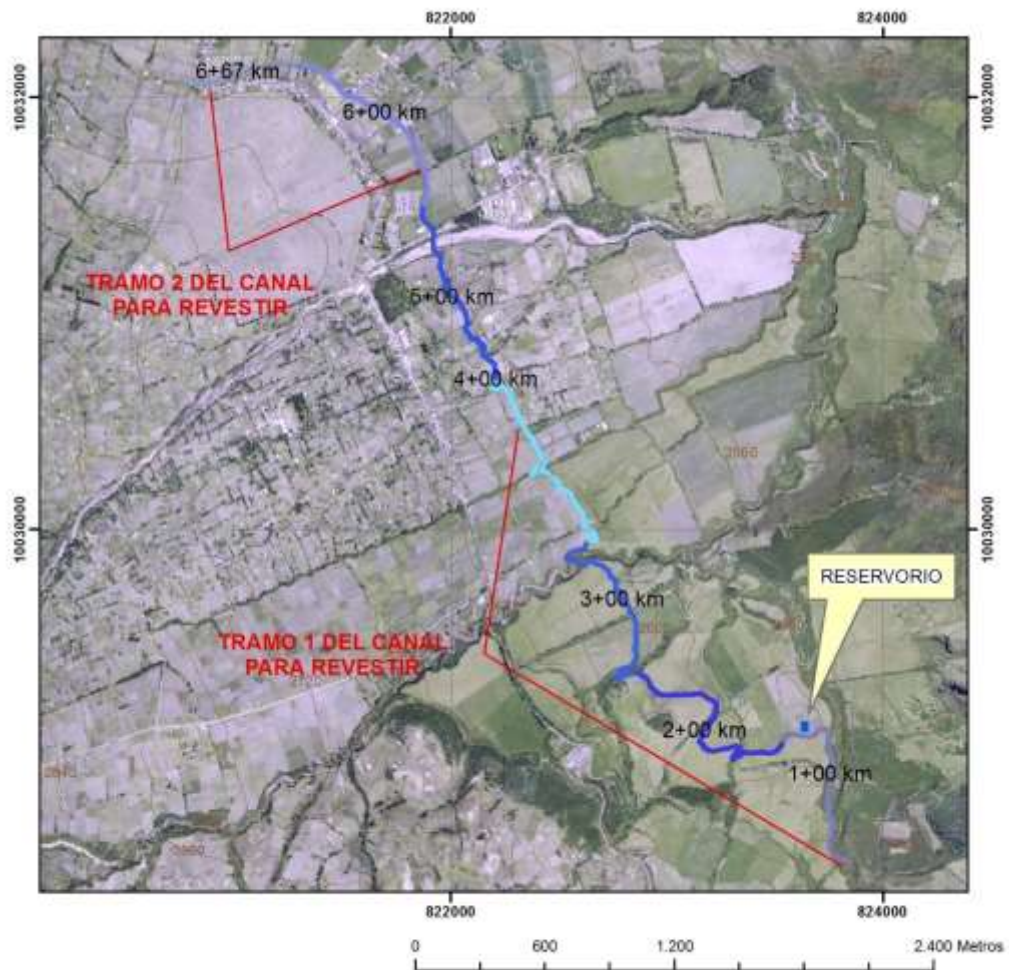 822000
824000
10032000
10032000
6+67 km
6+00 km
TRAMO 2 DEL CANAL
PARA REVESTIR
5+00 km
4+00 km
2960
10030000
10030000
RESERVORIO
3+00 km
TRAMO 1 DEL CANAL
PARA REVESTIR
2+00 km
1+00 km
822000
824000
0
600
1.200
2.400 Metros